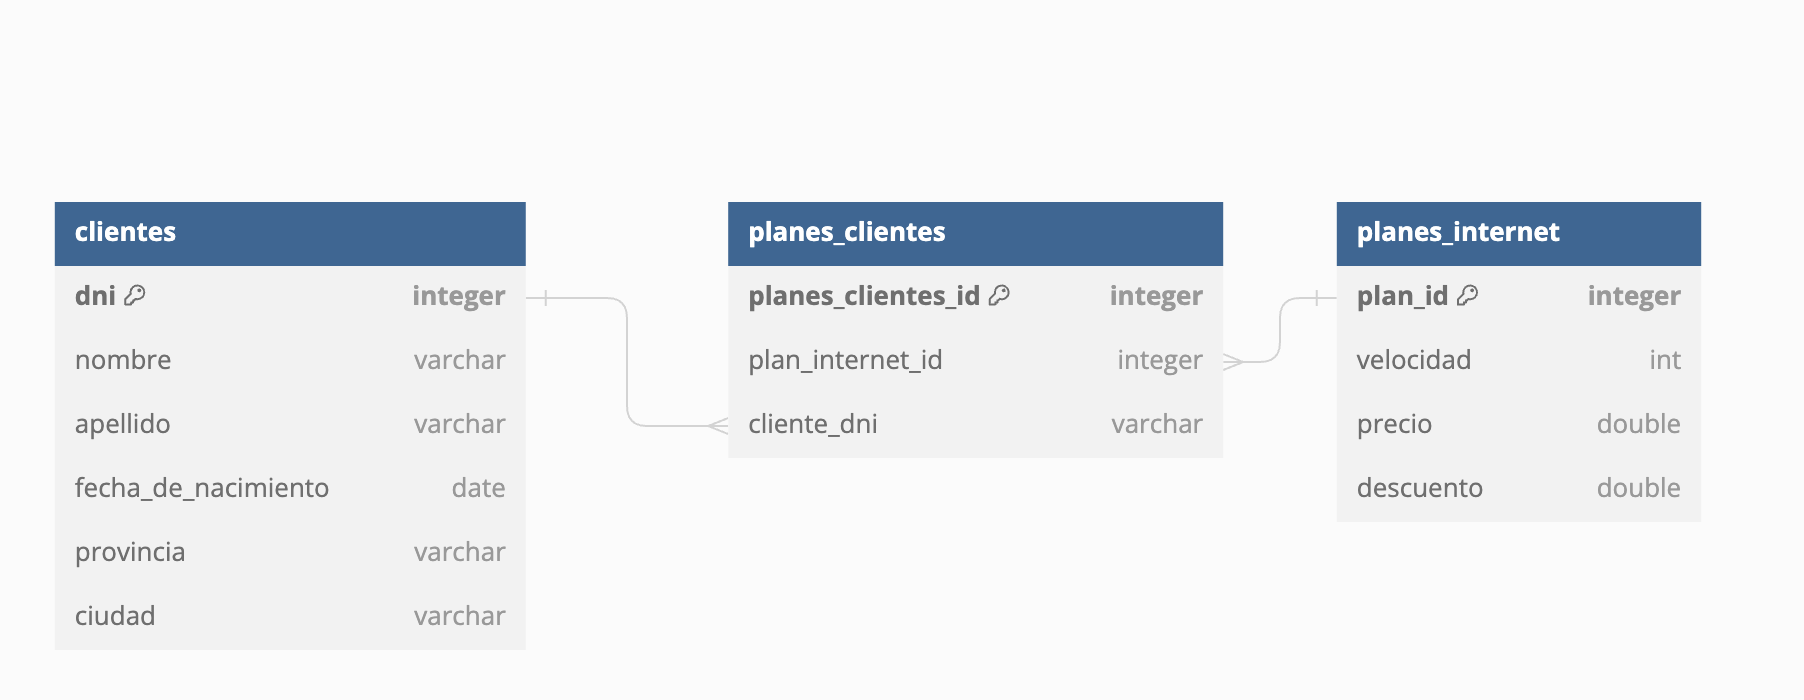 clientes
dni integer
nombre varchar
apellido varchar
fecha_de_nacimiento date
provincia varchar
ciudad varchar
planes_clientes
planes_clientes_id integer
plan_internet_id integer
cliente_dni varchar
planes_internet
plan_id integer
velocidad int
precio double
descuento double